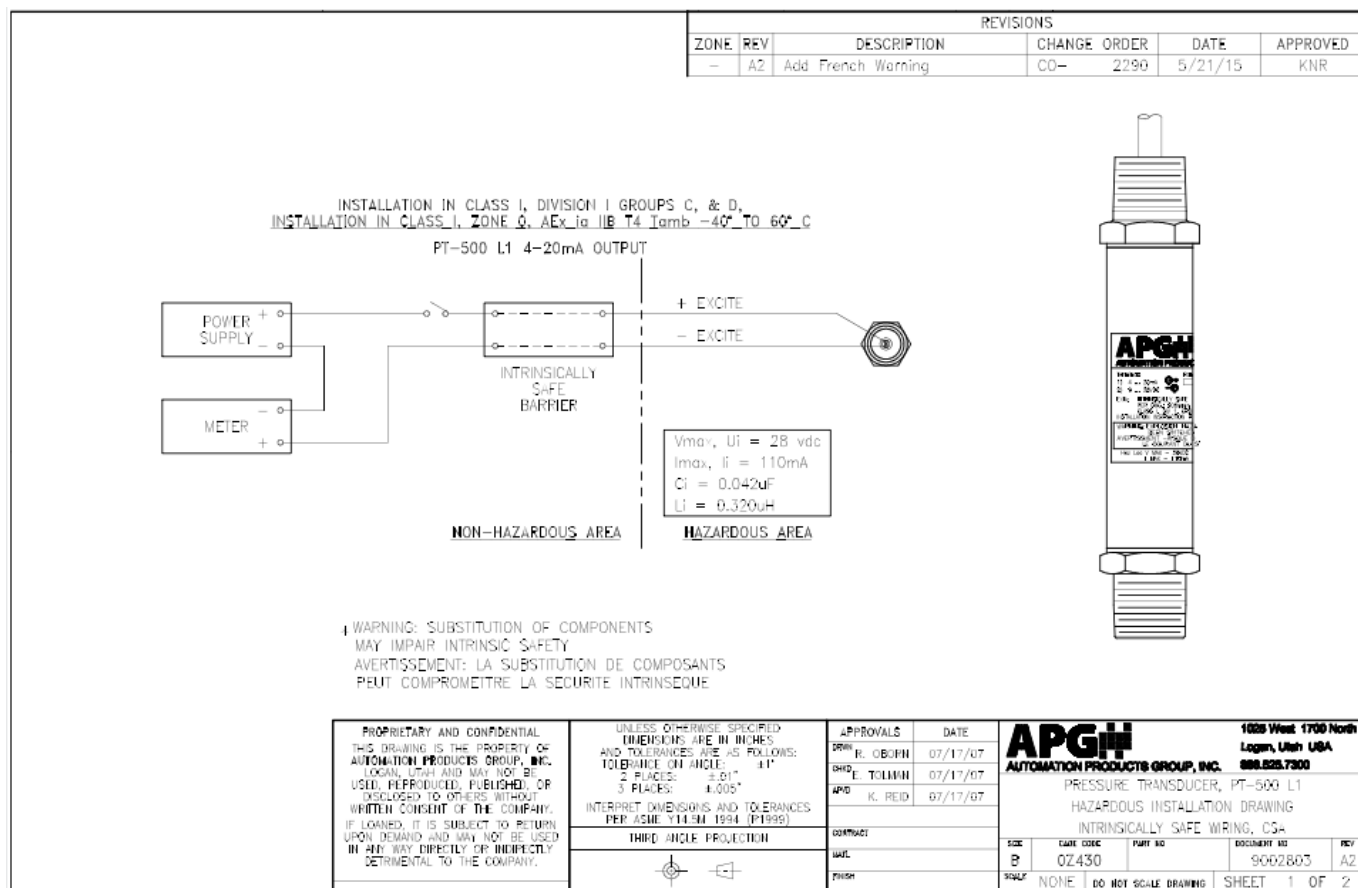 REVISIONS
ZONE REV DESCRIPTION CHANGE ORDER DATE APPROVED
– A2 Add French Warning CO– 2290 5/21/15 KNR
INSTALLATION IN CLASS I, DIVISION I GROUPS C, & D,
INSTALLATION IN CLASS I, ZONE 0, AEx ia IIB T4 Tamb -40° TO 60° C
PT-500 L1 4-20mA OUTPUT
+ EXCITE
- EXCITE
POWER SUPPLY + -
METER - +
INTRINSICALLY
SAFE
BARRIER
Vmax, Ui = 28 vdc
Imax, Ii = 110mA
Ci = 0.042uF
Li = 0.320uH
NON-HAZARDOUS AREA
HAZARDOUS AREA
APG
WARNING: SUBSTITUTION OF COMPONENTS
MAY IMPAIR INTRINSIC SAFETY
AVERTISSEMENT: LA SUBSTITUTION DE COMPOSANTS
PEUT COMPROMETTRE LA SECURITE INTRINSEQUE
PROPRIETARY AND CONFIDENTIAL
THIS DRAWING IS THE PROPERTY OF
AUTOMATION PRODUCTS GROUP, INC.
LOGAN, UTAH AND MAY NOT BE
USED, REPRODUCED, PUBLISHED, OR
DISCLOSED TO OTHERS WITHOUT
WRITTEN CONSENT OF THE COMPANY.
IF LOANED, IT IS SUBJECT TO RETURN
UPON DEMAND AND MAY NOT BE USED
IN ANY WAY DIRECTLY OR INDIRECTLY
DETRIMENTAL TO THE COMPANY.
UNLESS OTHERWISE SPECIFIED
DIMENSIONS ARE IN INCHES
AND TOLERANCES ARE AS FOLLOWS:
TOLERANCE ON ANGLE: ±1°
2 PLACES: ±.01"
3 PLACES: ±.005"
INTERPRET DIMENSIONS AND TOLERANCES
PER ASME Y14.5M 1994 (R1999)
THIRD ANGLE PROJECTION
APPROVALS DATE
DRWN R. OBORN 07/17/07
CHKD E. TOLMAN 07/17/07
APVD K. REID 07/17/07
CONTRACT
MATL
FINISH
APG
AUTOMATION PRODUCTS GROUP, INC.
1025 West 1700 North
Logan, Utah USA
888.525.7300
PRESSURE TRANSDUCER, PT-500 L1
HAZARDOUS INSTALLATION DRAWING
INTRINSICALLY SAFE WIRING, CSA
SIZE CAGE CODE PART NO DOCUMENT NO REV
B 0Z430 9002803 A2
SCALE NONE DO NOT SCALE DRAWING SHEET 1 OF 2